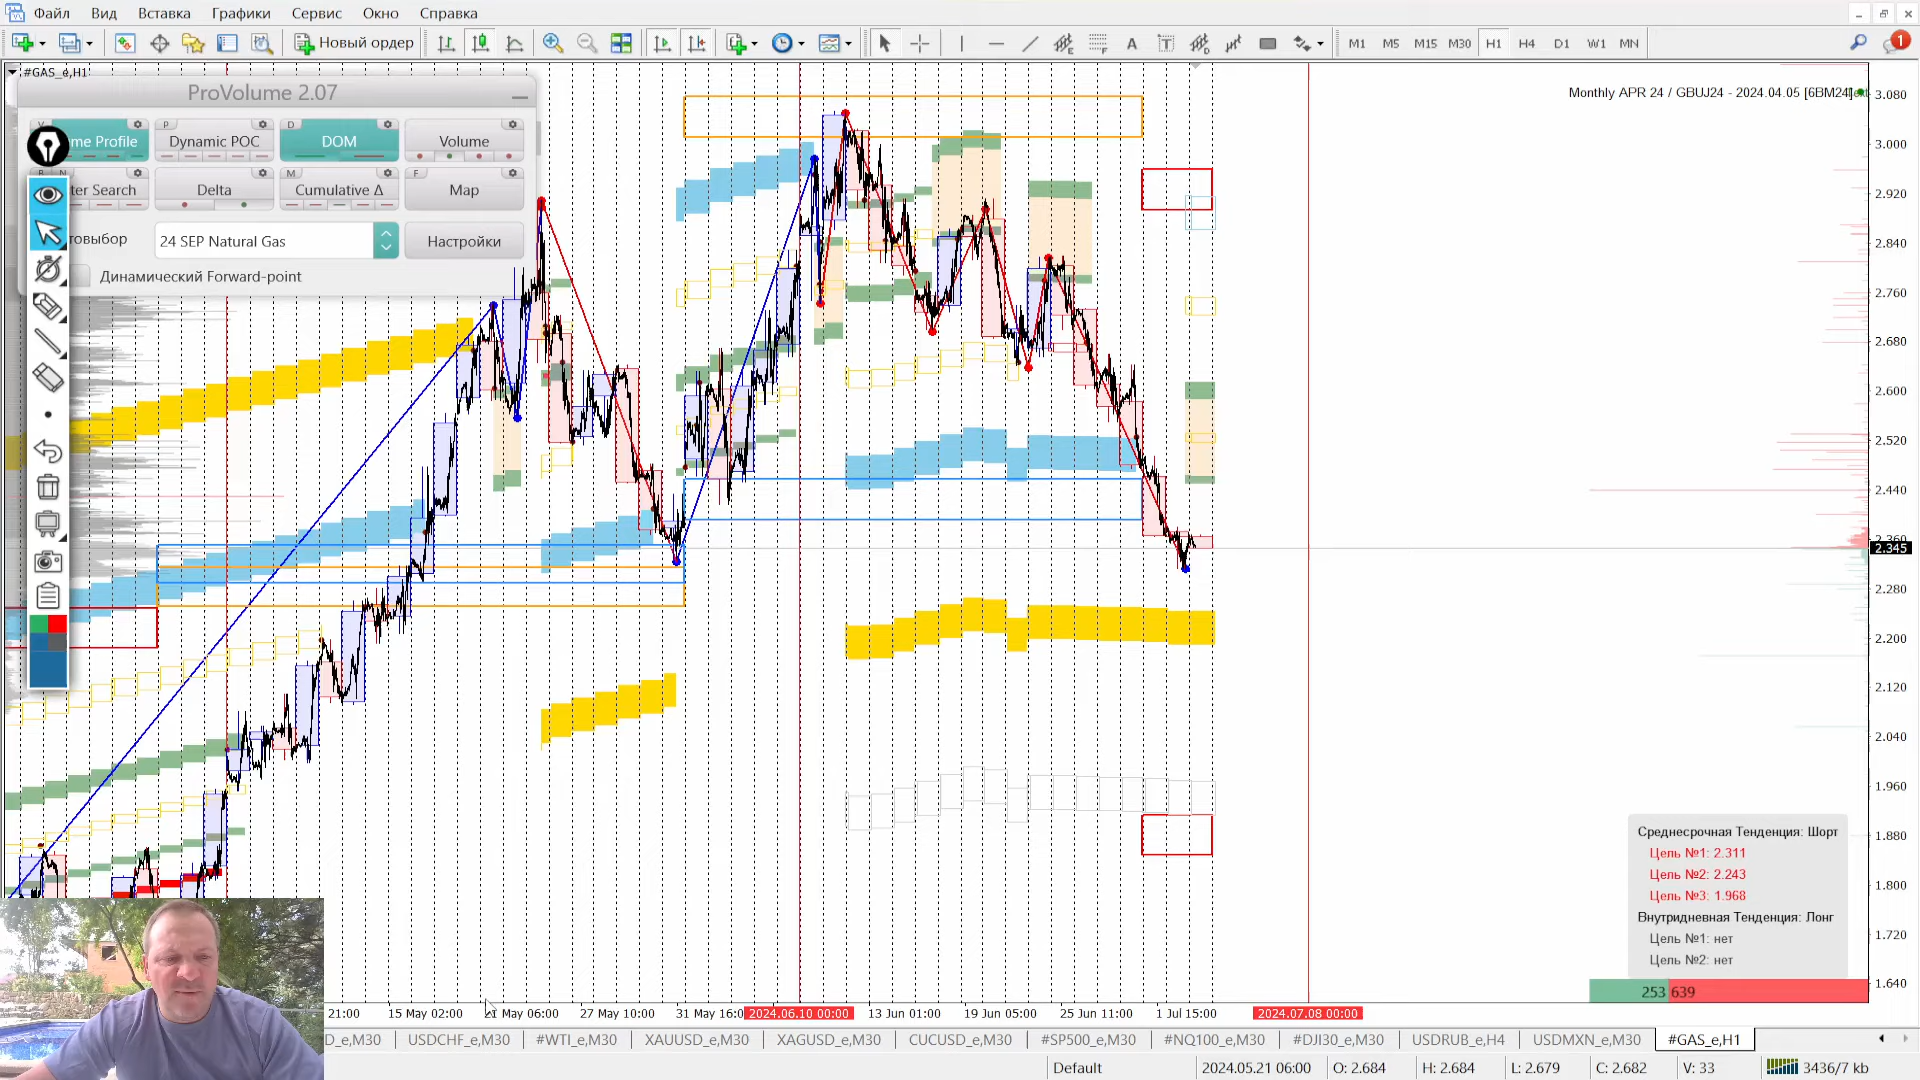 Файл Вид Вставка Графики Сервис Окно Справка
Новый ордер M1 M5 M15 M30 H1 H4 D1 W1 MN 1
#GAS_e,H1
ProVolume 2.07
Monthly APR 24 / GBUJ24 - 2024.04.05 [6BM24]
me Profile Dynamic POC DOM Volume
P D
ter Search Delta Cumulative Δ Map
M F
товыбор 24 SEP Natural Gas Настройки
Динамический Forward-point
3.080
3.000
2.920
2.840
2.760
2.680
2.600
2.520
2.440
2.360
2.345
2.280
2.200
2.120
2.040
1.960
1.880
1.800
1.720
1.640
Среднесрочная Тенденция: Шорт
Цель №1: 2.311
Цель №2: 2.243
Цель №3: 1.968
Внутридневная Тенденция: Лонг
Цель №1: нет
Цель №2: нет
253 639
21:00 15 May 02:00 21 May 06:00 27 May 10:00 31 May 16:0 2024.06.10 00:00 13 Jun 01:00 19 Jun 05:00 25 Jun 11:00 1 Jul 15:00 2024.07.08 00:00
D_e,M30 USDCHF_e,M30 #WTI_e,M30 XAUUSD_e,M30 XAGUSD_e,M30 CUCUSD_e,M30 #SP500_e,M30 #NQ100_e,M30 #DJI30_e,M30 USDRUB_e,H4 USDMXN_e,M30 #GAS_e,H1
Default 2024.05.21 06:00 O: 2.684 H: 2.684 L: 2.679 C: 2.682 V: 33 3436/7 kb